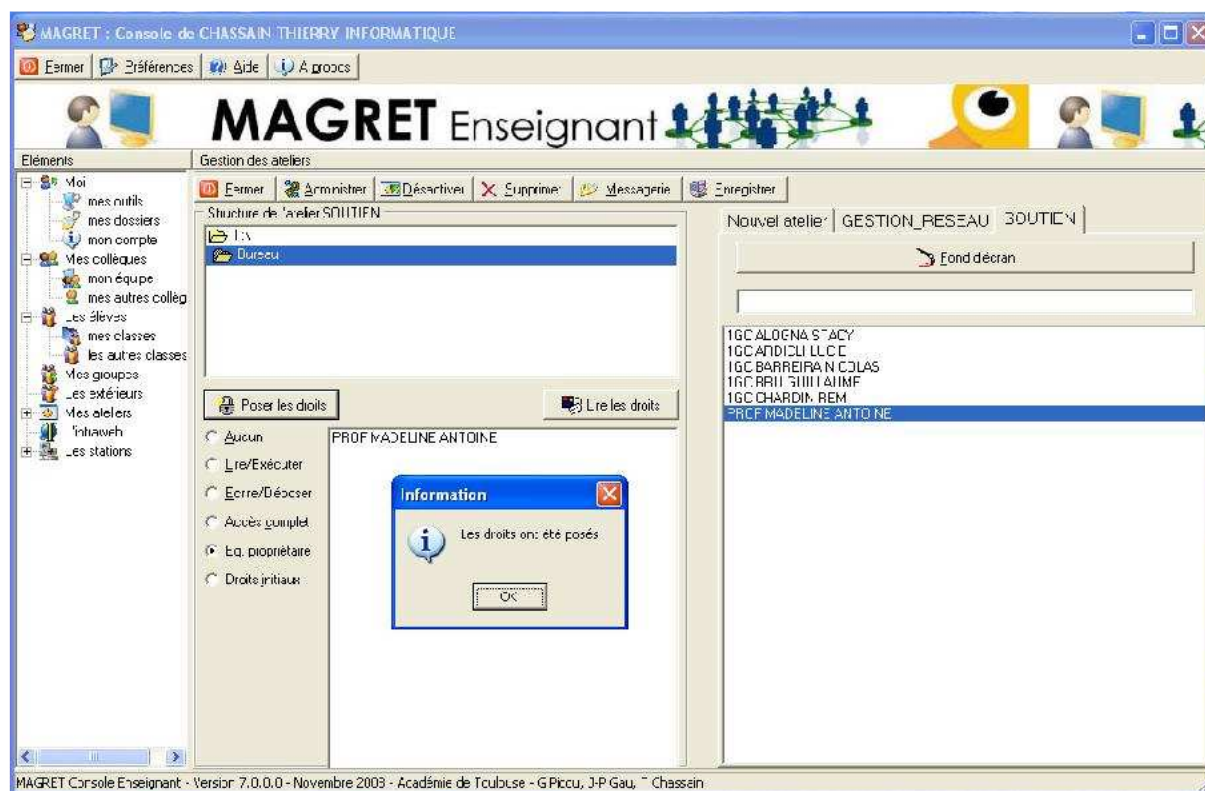 MAGRET : Console de CHASSAIN THIERRY INFORMATIQUE
Fermer Préférences Aide A propos
MAGRET Enseignant
Eléments
Gestion des ateliers
Moi
mes outils
mes dossiers
mon compte
Mes collègues
mon équipe
mes autres collèg
Les élèves
mes classes
les autres classes
Mes groupes
Les extérieurs
Mes ateliers
l'intraweb
Les stations
Fermer Administrer Désactiver Supprimer Messagerie Enregistrer
Structure de l'atelier SOUTIEN
Bureau
Poser les droits
Lire les droits
Aucun
Lire/Exécuter
Ecrire/Déposer
Accès complet
Eq. propriétaire
Droits initiaux
PROF MADELINE ANTOINE
Information
Les droits ont été posés
OK
Nouvel atelier GESTION_RESEAU SOUTIEN
Fond d'écran
1GC ALOGNA STACY
1GC LUCIE
1GC BARREIRA NICOLAS
1GC BRU GUILLAUME
1GC CHARDIN REMI
PROF MADELINE ANTOINE
MAGRET Console Enseignant - Version 7.0.0.0 - Novembre 2003 - Académie de Toulouse - G Piccu, J-P Gau, T Chassain